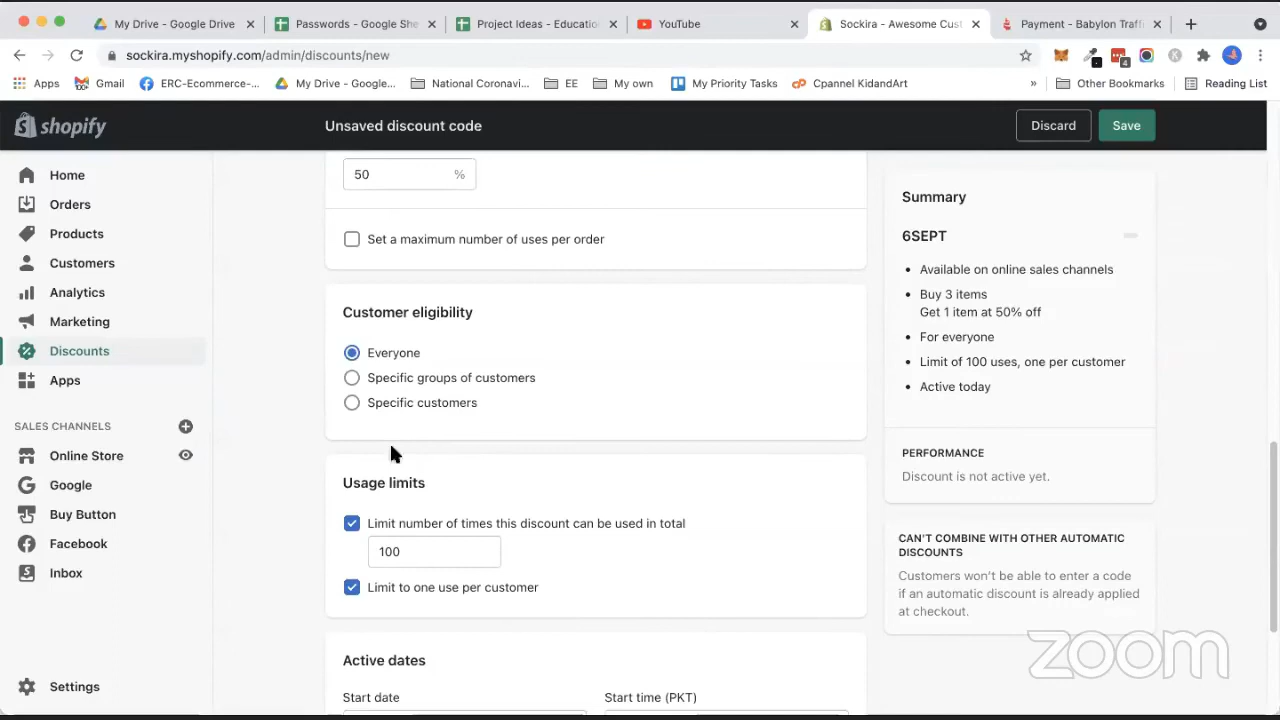 My Drive - Google Drive
Passwords - Google She
Project Ideas - Educatio
YouTube
Sockira - Awesome Cust
Payment - Babylon Traffi
sockira.myshopify.com/admin/discounts/new
4
Apps
Gmail
ERC-Ecommerce-...
My Drive - Google...
National Coronavi...
EE
My own
My Priority Tasks
Cpannel KidandArt
»
Other Bookmarks
Reading List
shopify
Unsaved discount code
Discard
Save
Home
Orders
Products
Customers
Analytics
Marketing
Discounts
Apps
SALES CHANNELS
Online Store
Google
Buy Button
Facebook
Inbox
Settings
50 %
Set a maximum number of uses per order
Customer eligibility
Everyone
Specific groups of customers
Specific customers
Usage limits
Limit number of times this discount can be used in total
100
Limit to one use per customer
Active dates
Start date
Start time (PKT)
Summary
6SEPT
• Available on online sales channels
• Buy 3 items
Get 1 item at 50% off
• For everyone
• Limit of 100 uses, one per customer
• Active today
PERFORMANCE
Discount is not active yet.
CAN'T COMBINE WITH OTHER AUTOMATIC
DISCOUNTS
Customers won't be able to enter a code
if an automatic discount is already applied
at checkout.
zoom